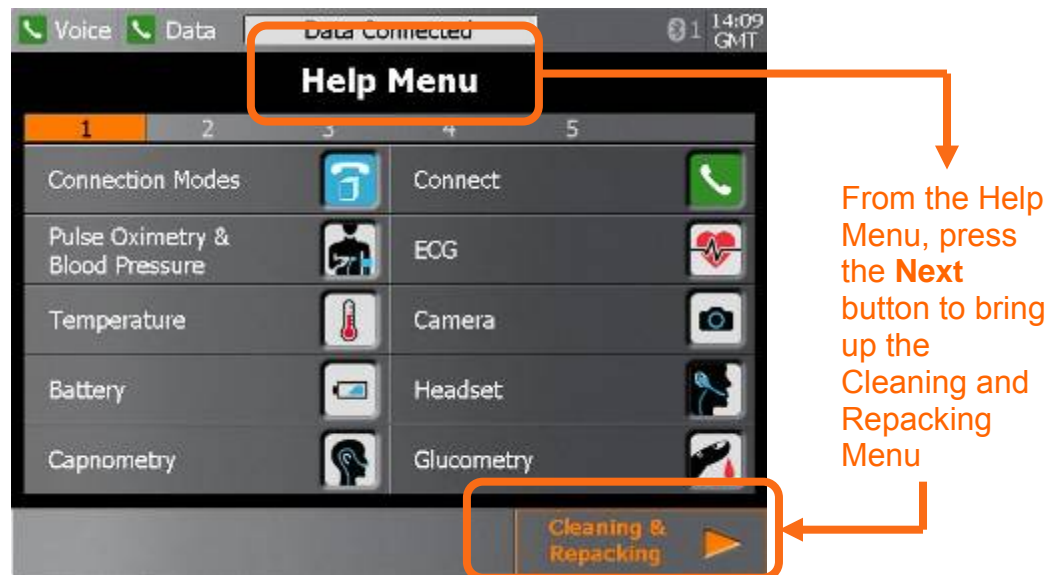 Voice Data Data Connected 1 14:09 GMT
Help Menu
1 2 3 4 5
Connection Modes Connect
Pulse Oximetry & Blood Pressure ECG
Temperature Camera
Battery Headset
Capnometry Glucometry
Cleaning &
Repacking
From the Help
Menu, press
the Next
button to bring
up the
Cleaning and
Repacking
Menu